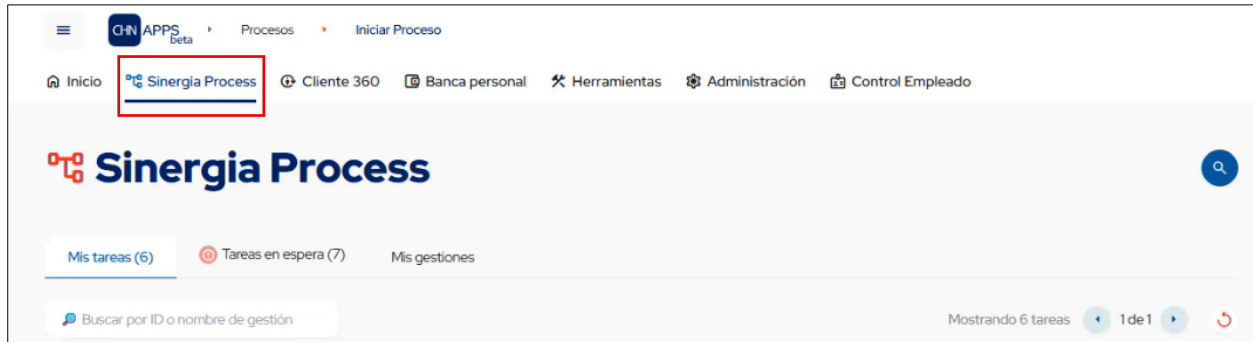 CHN APPS beta Procesos Iniciar Proceso
Inicio Sinergia Process Cliente 360 Banca personal Herramientas Administración Control Empleado
Sinergia Process
Mis tareas (6) Tareas en espera (7) Mis gestiones
Buscar por ID o nombre de gestión Mostrando 6 tareas 1 de 1